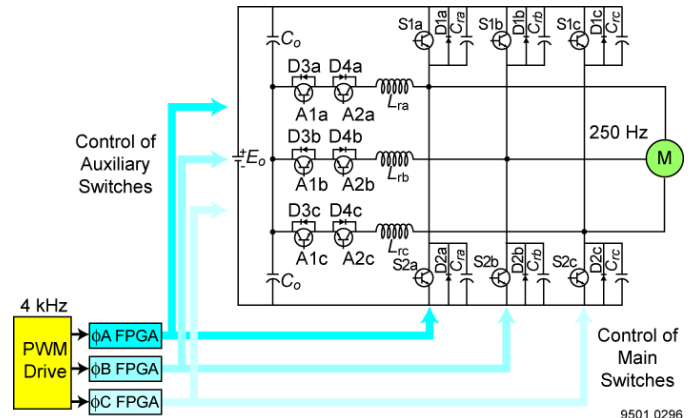 S1a D1a Cra S1b D1b Crb S1c D1c Crc
Co
D3a D4a
A1a A2a Lra
Control of
Auxiliary
Switches
250 Hz
M
D3b D4b
+
-
Eo
A1b A2b Lrb
D3c D4c
A1c A2c Lrc
S2a D2a Cra S2b D2b Crb S2c D2c Crc
Co
4 kHz
PWM
Drive
ϕA FPGA
ϕB FPGA
ϕC FPGA
Control of
Main
Switches
9501.0296